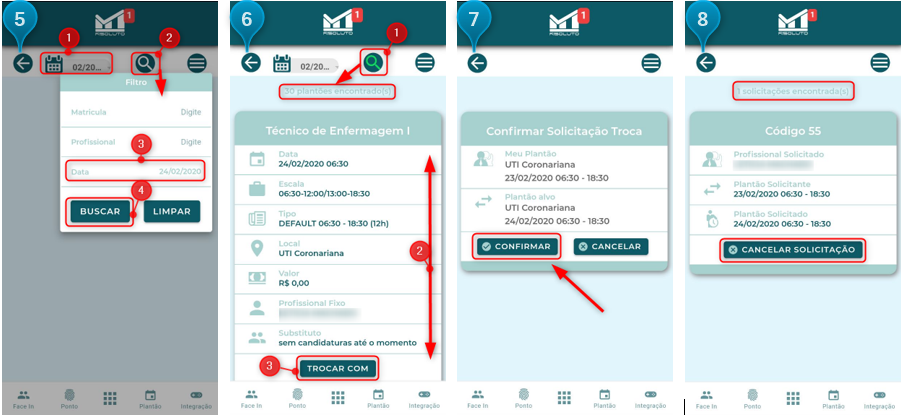 5
1
RISOLUTO
1
2
02/20...
Filtro
Matrícula Digite
Profissional Digite
3
Data 24/02/2020
4
BUSCAR LIMPAR
Face In Ponto Plantão Integração
6
1
RISOLUTO
1
02/20...
30 plantões encontrado(s)
Técnico de Enfermagem I
Data
24/02/2020 06:30
Escala
06:30-12:00/13:00-18:30
Tipo
DEFAULT 06:30 - 18:30 (12h)
Local
UTI Coronariana
2
Valor
R$ 0,00
Profissional Fixo
Substituto
sem candidaturas até o momento
3
TROCAR COM
Face In Ponto Plantão Integração
7
1
RISOLUTO
Confirmar Solicitação Troca
Meu Plantão
UTI Coronariana
23/02/2020 06:30 - 18:30
Plantão alvo
UTI Coronariana
24/02/2020 06:30 - 18:30
CONFIRMAR CANCELAR
Face In Ponto Plantão Integração
8
1
RISOLUTO
1 solicitações encontrada(s)
Código 55
Profissional Solicitado
Plantão Solicitante
23/02/2020 06:30 - 18:30
Plantão Solicitado
24/02/2020 06:30 - 18:30
CANCELAR SOLICITAÇÃO
Face In Ponto Plantão Integração